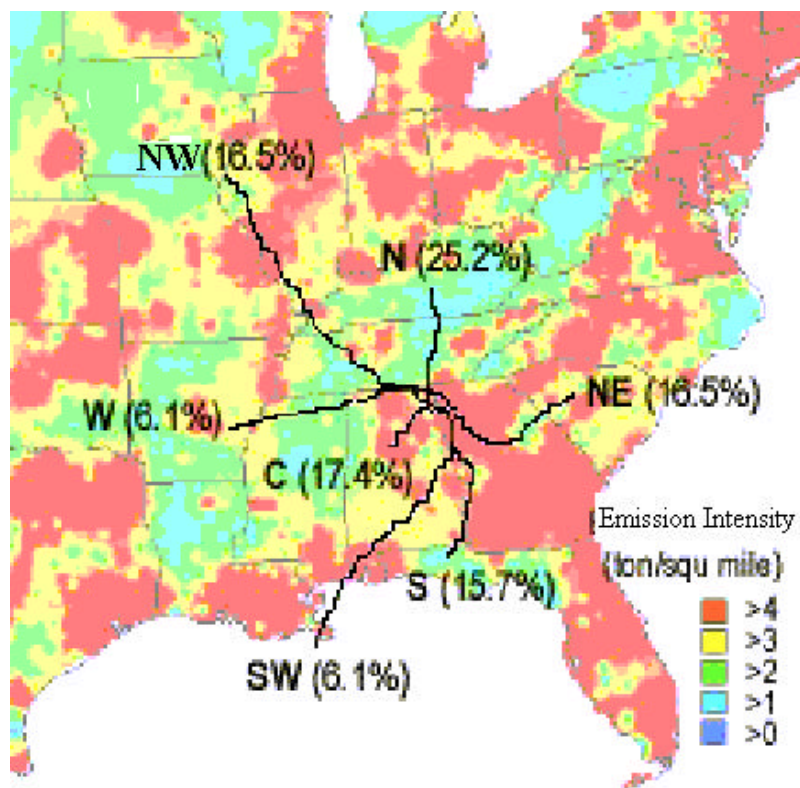 NW(16.5%)
N (25.2%)
NE (16.5%)
W (6.1%)
C (17.4%)
Emission Intensity
(ton/squ mile)
S (15.7%)
>4
>3
SW (6.1%)
>2
>1
>0